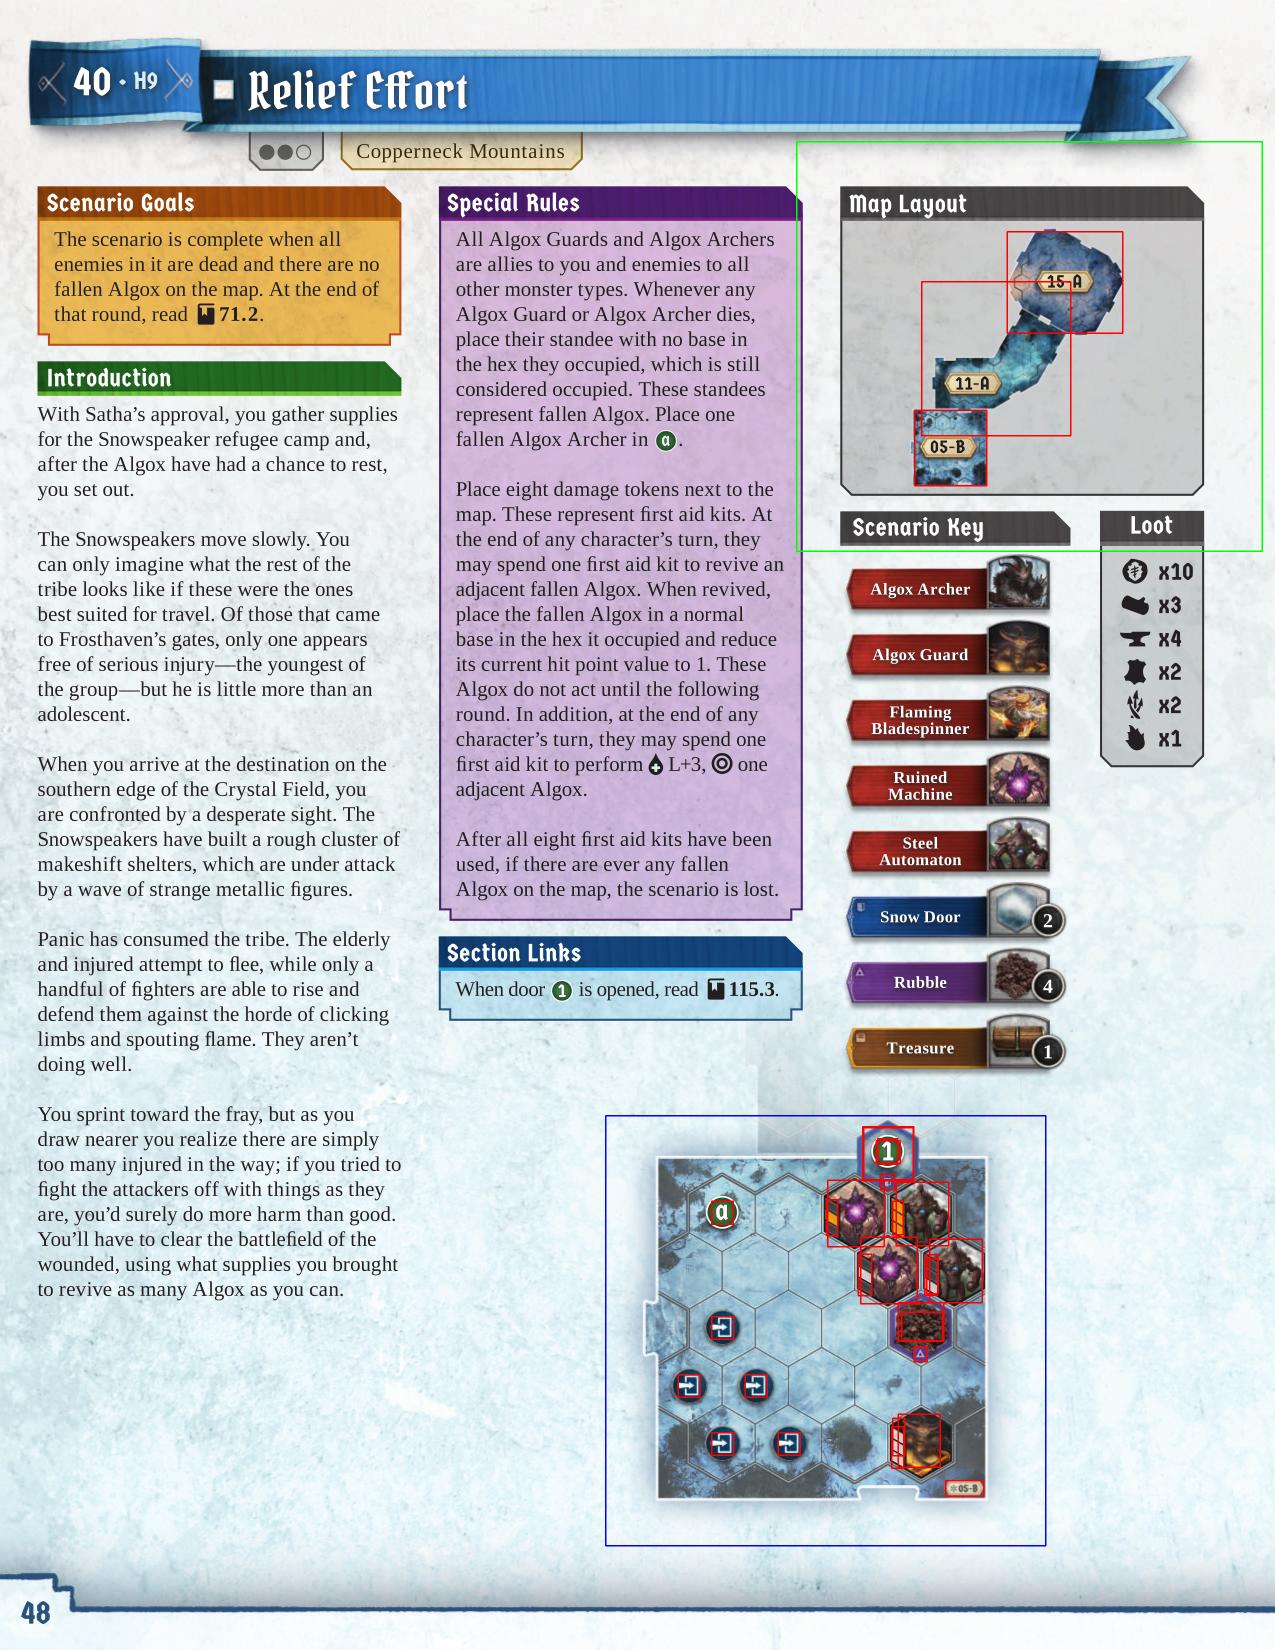 40 · H9
Relief Effort
Copperneck Mountains
Scenario Goals
The scenario is complete when all
enemies in it are dead and there are no
fallen Algox on the map. At the end of
that round, read 71.2.
Introduction
With Satha’s approval, you gather supplies
for the Snowspeaker refugee camp and,
after the Algox have had a chance to rest,
you set out.
The Snowspeakers move slowly. You
can only imagine what the rest of the
tribe looks like if these were the ones
best suited for travel. Of those that came
to Frosthaven’s gates, only one appears
free of serious injury—the youngest of
the group—but he is little more than an
adolescent.
When you arrive at the destination on the
southern edge of the Crystal Field, you
are confronted by a desperate sight. The
Snowspeakers have built a rough cluster of
makeshift shelters, which are under attack
by a wave of strange metallic figures.
Panic has consumed the tribe. The elderly
and injured attempt to flee, while only a
handful of fighters are able to rise and
defend them against the horde of clicking
limbs and spouting flame. They aren’t
doing well.
You sprint toward the fray, but as you
draw nearer you realize there are simply
too many injured in the way; if you tried to
fight the attackers off with things as they
are, you’d surely do more harm than good.
You’ll have to clear the battlefield of the
wounded, using what supplies you brought
to revive as many Algox as you can.
Special Rules
All Algox Guards and Algox Archers
are allies to you and enemies to all
other monster types. Whenever any
Algox Guard or Algox Archer dies,
place their standee with no base in
the hex they occupied, which is still
considered occupied. These standees
represent fallen Algox. Place one
fallen Algox Archer in a.
Place eight damage tokens next to the
map. These represent first aid kits. At
the end of any character’s turn, they
may spend one first aid kit to revive an
adjacent fallen Algox. When revived,
place the fallen Algox in a normal
base in the hex it occupied and reduce
its current hit point value to 1. These
Algox do not act until the following
round. In addition, at the end of any
character’s turn, they may spend one
first aid kit to perform L+3, one
adjacent Algox.
After all eight first aid kits have been
used, if there are ever any fallen
Algox on the map, the scenario is lost.
Section Links
When door 1 is opened, read 115.3.
Map Layout
15-A
11-A
05-B
Scenario Key
Algox Archer
Algox Guard
Flaming
Bladespinner
Ruined
Machine
Steel
Automaton
Snow Door 2
Rubble 4
Treasure 1
Loot
x10
x3
x4
x2
x2
x1
1
a
05-B
48